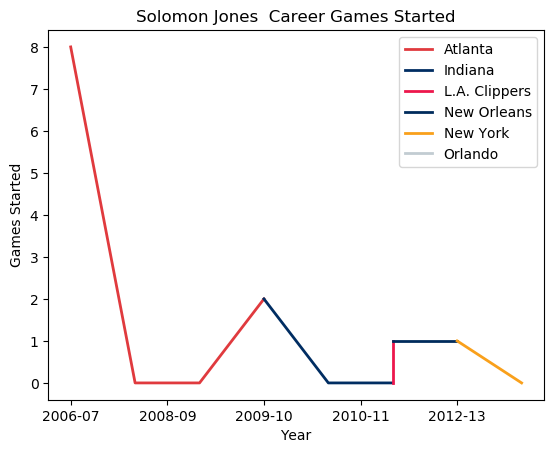 Solomon Jones  Career Games Started
8
7
6
5
4
3
2
1
0
Games Started
2006-07
2008-09
2009-10
2010-11
2012-13
Year
Atlanta
Indiana
L.A. Clippers
New Orleans
New York
Orlando